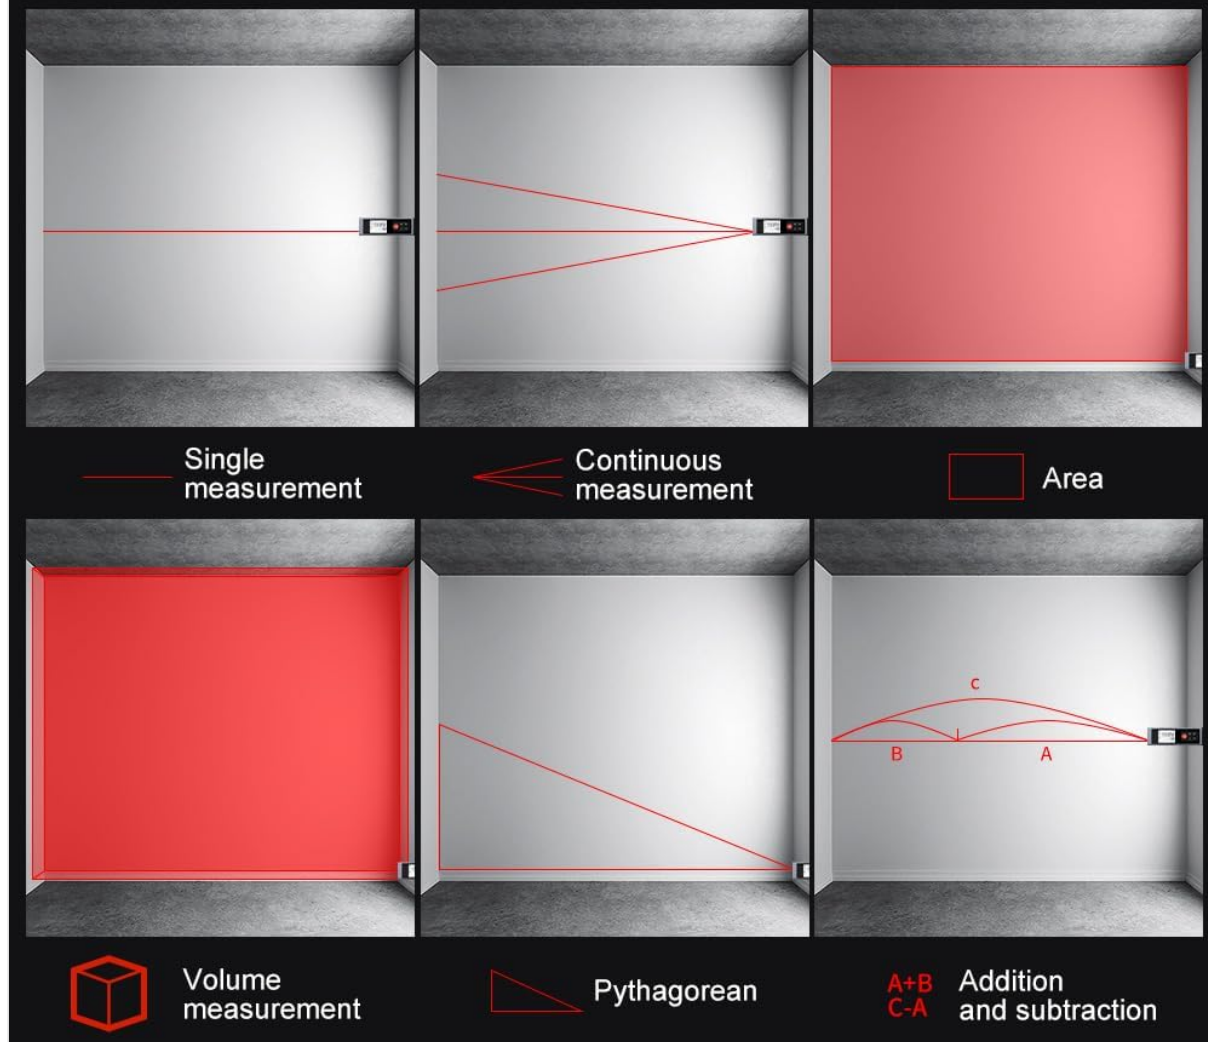 Single
measurement
Continuous
measurement
Area
c
B
A
Volume
measurement
Pythagorean
A+B
C-A
Addition
and subtraction